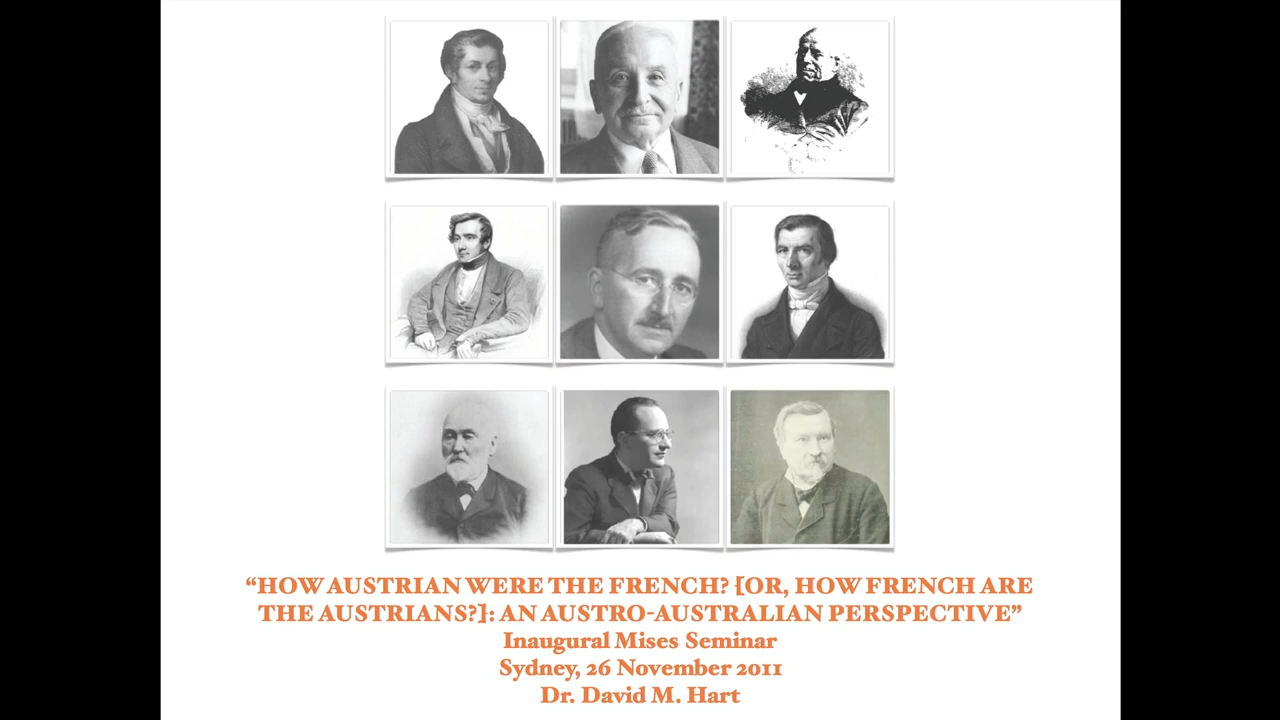 “HOW AUSTRIAN WERE THE FRENCH? [OR, HOW FRENCH ARE
THE AUSTRIANS?]: AN AUSTRO-AUSTRALIAN PERSPECTIVE”
Inaugural Mises Seminar
Sydney, 26 November 2011
Dr. David M. Hart